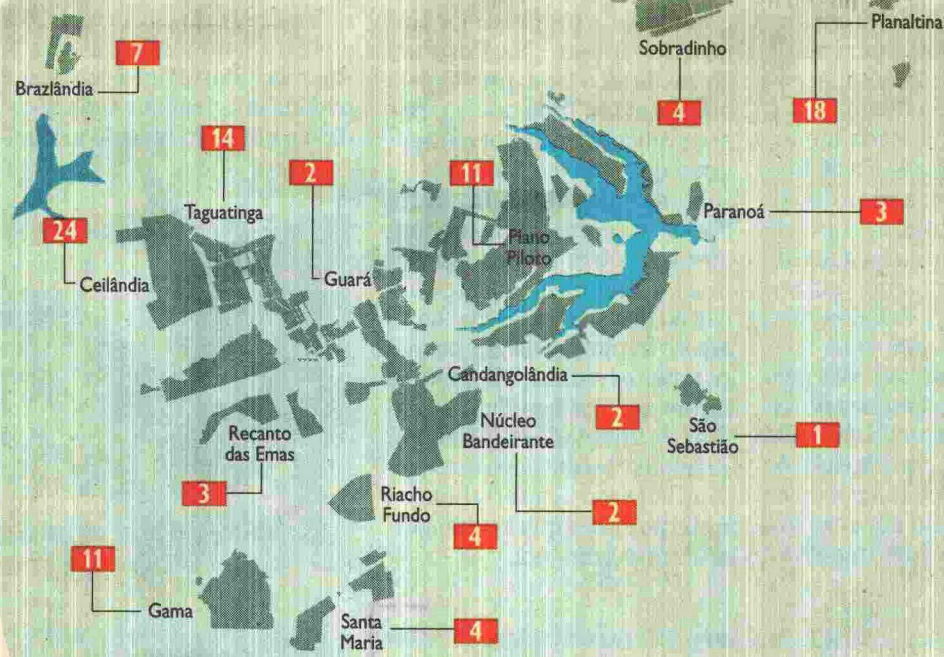 Planaltina
18
Sobradinho
4
7
Brazlândia
14
Taguatinga
2
Guará
11
Plano
Piloto
Paranoá
3
24
Ceilândia
Candangolândia
2
Núcleo
Bandeirante
2
São
Sebastião
1
Recanto
das Emas
3
Riacho
Fundo
4
11
Gama
Santa
Maria
4